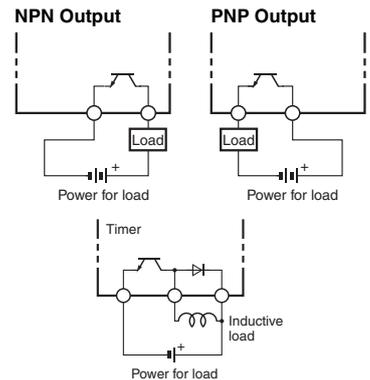 NPN Output
PNP Output
Load
Load
+
+
Power for load
Power for load
Timer
Inductive
load
+
Power for load